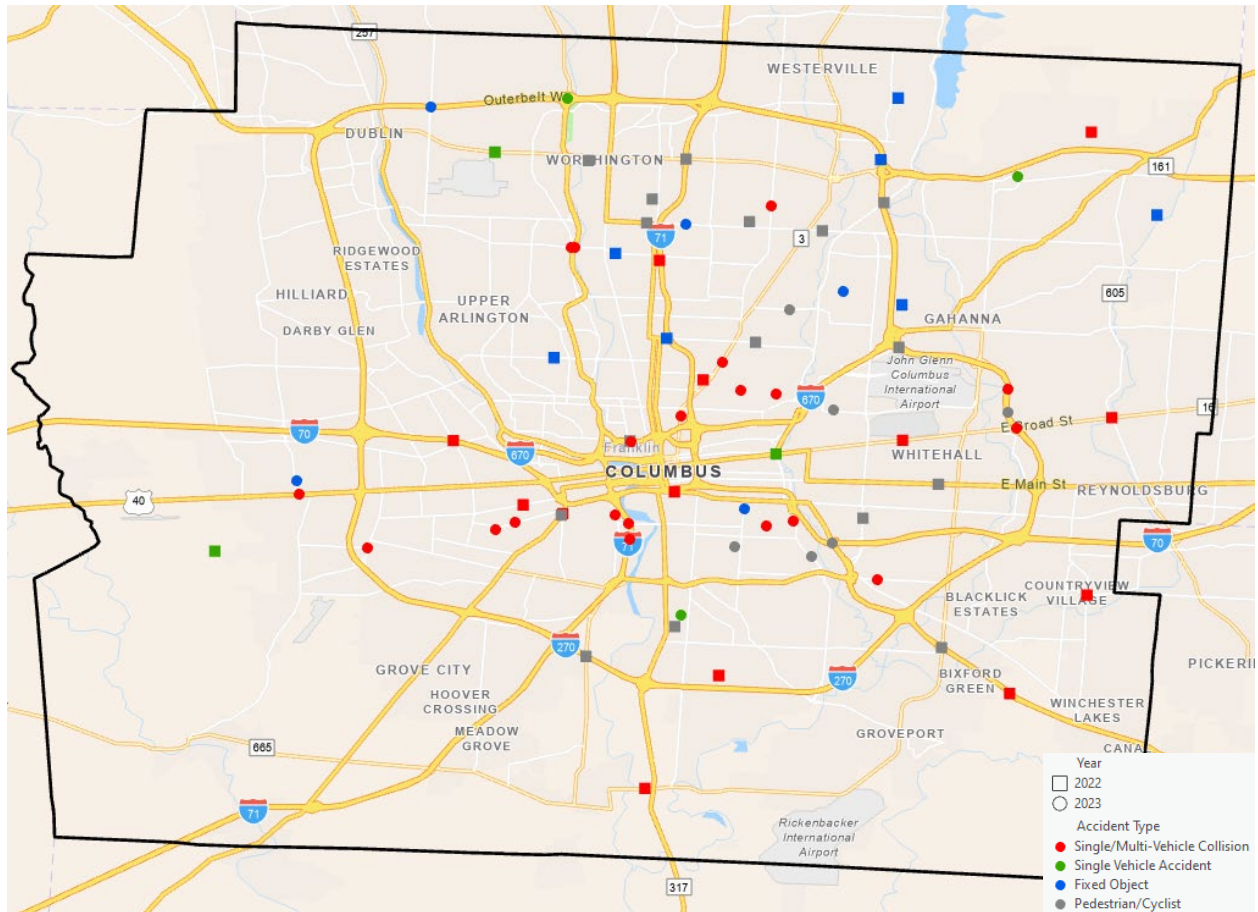 257
WESTERVILLE
Outerbelt W
DUBLIN
WORTHINGTON
161
3
71
RIDGEWOOD
ESTATES
HILLIARD
UPPER
ARLINGTON
605
DARBY GLEN
GAHANNA
John Glenn
Columbus
International
Airport
670
16
E Broad St
70
Franklin
670
WHITEHALL
COLUMBUS
40
E Main St
REYNOLDSBURG
71
70
COUNTRYVIEW
VILLAGE
BLACKLICK
ESTATES
270
GROVE CITY
PICKERIN
270
BIXFORD
GREEN
HOOVER
CROSSING
WINCHESTER
LAKES
MEADOW
GROVE
GROVEPORT
665
CANA
71
Rickenbacker
International
Airport
317
Year
2022
2023
Accident Type
Single/Multi-Vehicle Collision
Single Vehicle Accident
Fixed Object
Pedestrian/Cyclist